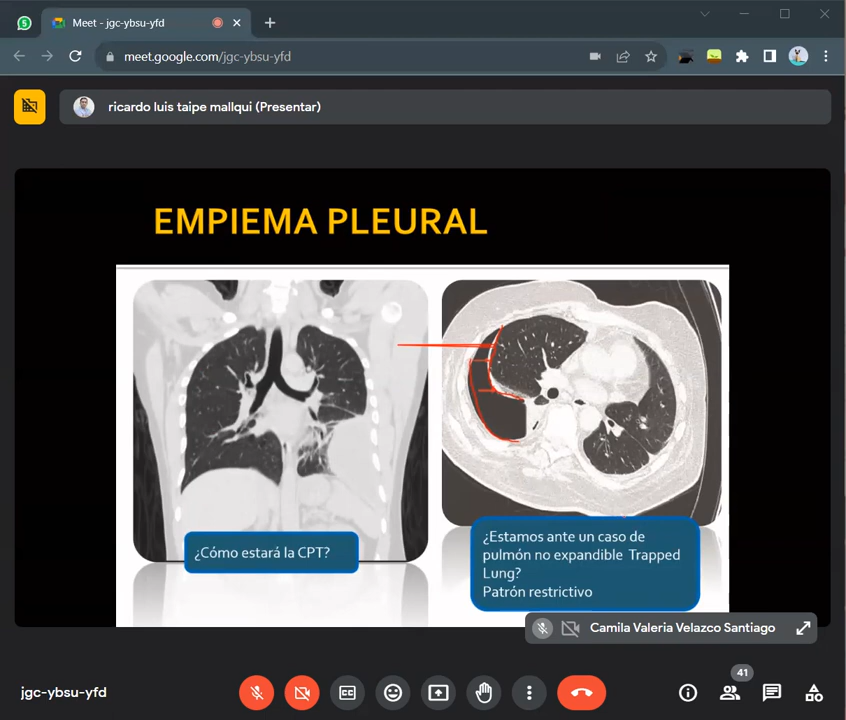 5
Meet - jgc-ybsu-yfd
meet.google.com/jgc-ybsu-yfd
ricardo luis taipe mallqui (Presentar)
EMPIEMA PLEURAL
¿Cómo estará la CPT?
¿Estamos ante un caso de
pulmón no expandible Trapped
Lung?
Patrón restrictivo
Camila Valeria Velazco Santiago
41
jgc-ybsu-yfd
CC